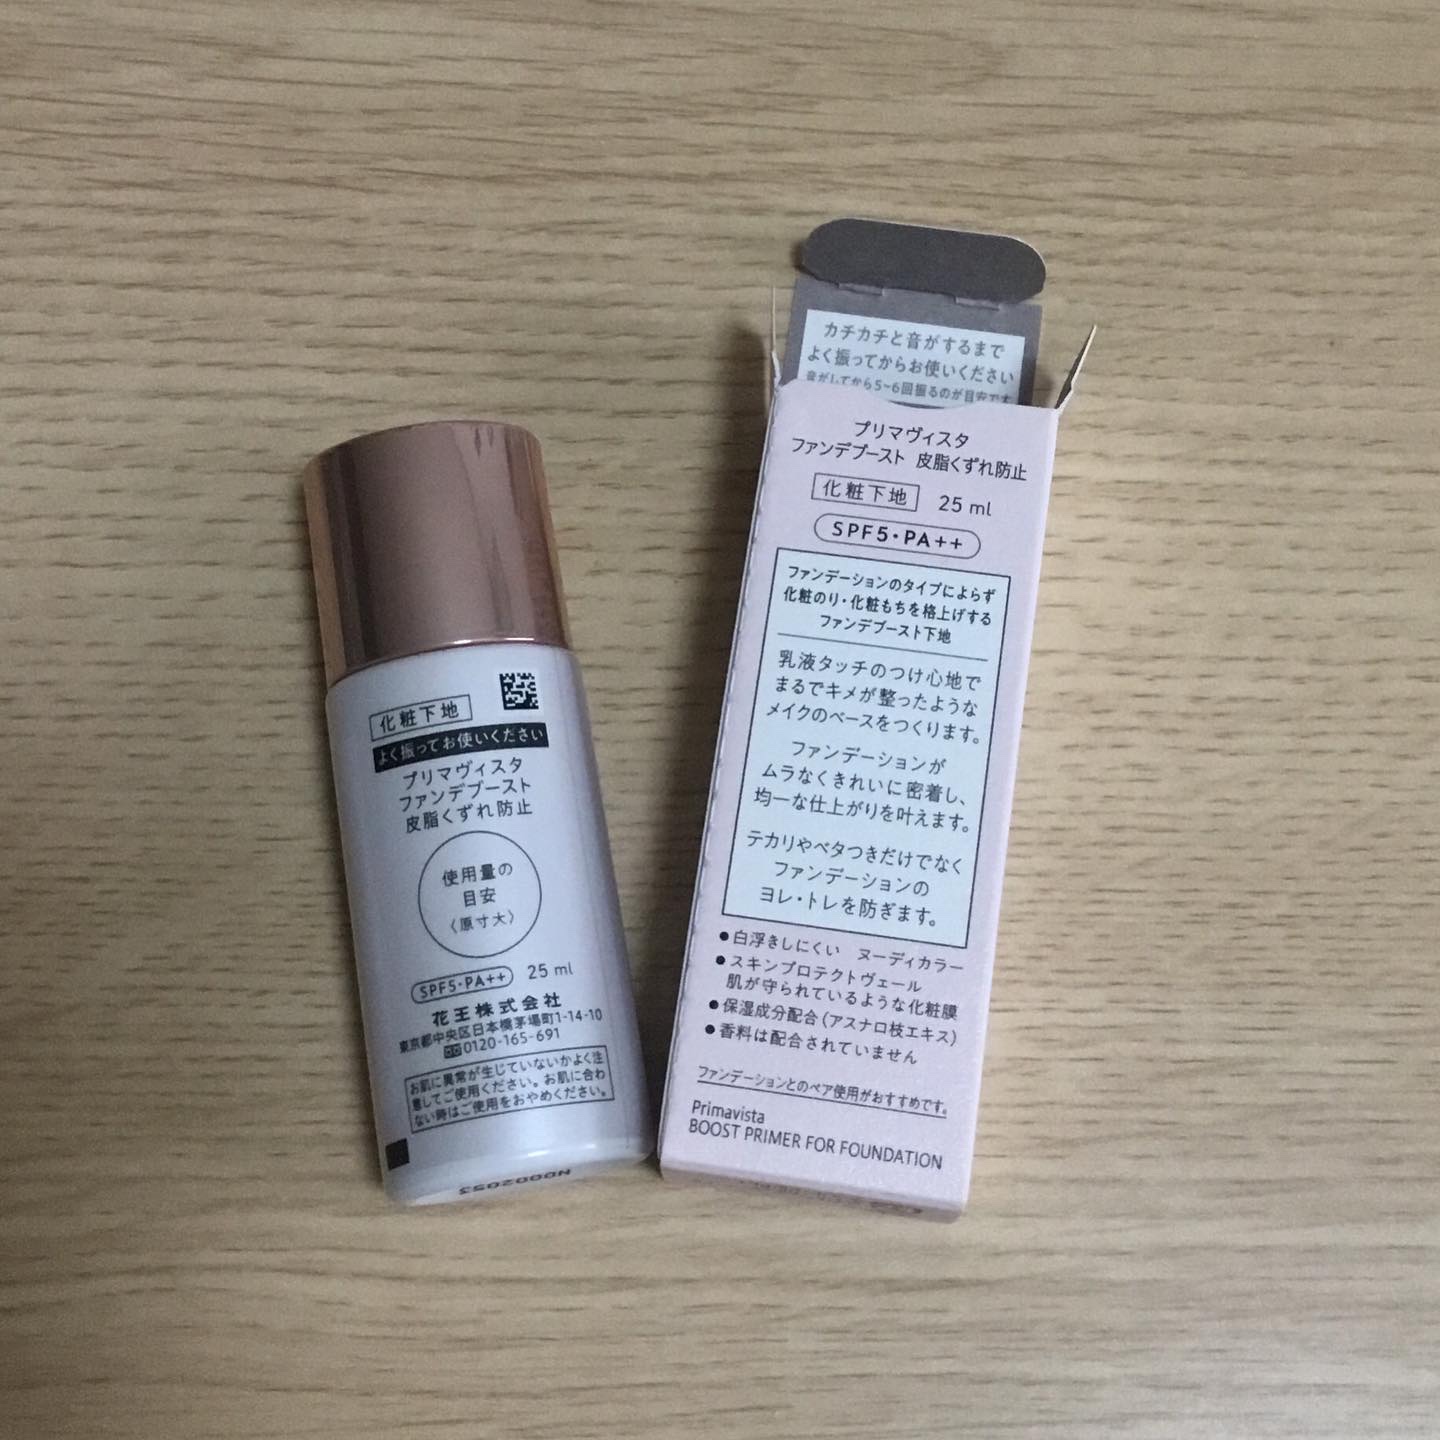 化粧下地
よく振ってお使いください
プリマヴィスタ
ファンデブースト
皮脂くずれ防止
使用量の
目安
〈原寸大〉
SPF5・PA++ 25 ml
花王株式会社
東京都中央区日本橋茅場町1-14-10
0120-165-691
お肌に異常が生じていないかよく注
意してご使用ください。お肌に合わ
ない時はご使用をおやめください。
N0002053
カチカチと音がするまで
よく振ってからお使いください
音がしてから5~6回振るのが目安です
プリマヴィスタ
ファンデブースト 皮脂くずれ防止
化粧下地 25 ml
SPF5・PA++
ファンデーションのタイプによらず
化粧のり・化粧もちを格上げする
ファンデブースト下地
乳液タッチのつけ心地で
まるでキメが整ったような
メイクのベースをつくります。
ファンデーションが
ムラなくきれいに密着し、
均一な仕上がりを叶えます。
テカリやベタつきだけでなく
ファンデーションの
ヨレ・トレを防ぎます。
●白浮きしにくい ヌーディカラー
●スキンプロテクトヴェール
肌が守られているような化粧膜
●保湿成分配合(アスナロ枝エキス)
●香料は配合されていません
ファンデーションとのペア使用がおすすめです。
Primavista
BOOST PRIMER FOR FOUNDATION